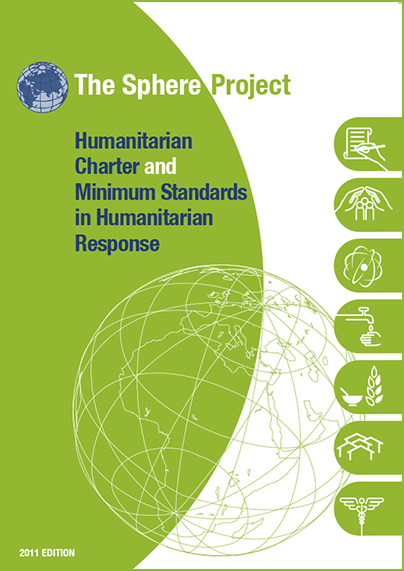 The Sphere Project
Humanitarian
Charter and
Minimum Standards
in Humanitarian
Response
2011 EDITION